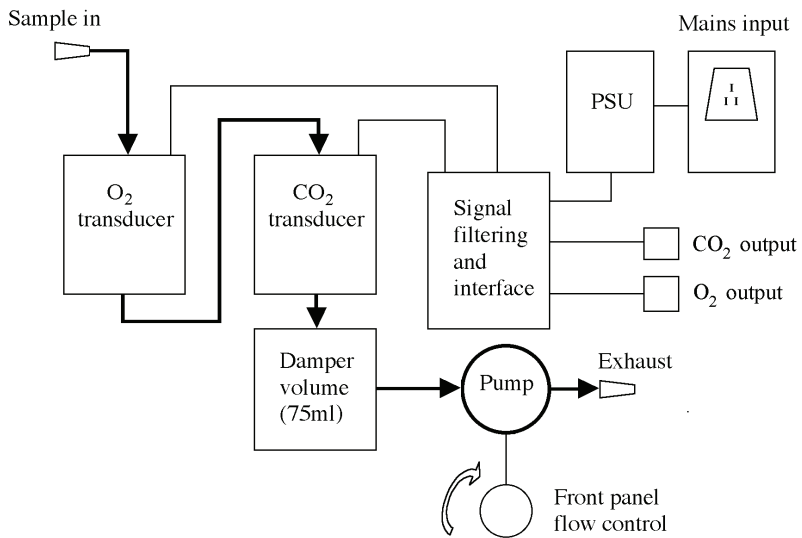 Sample in
Mains input
PSU
O₂
transducer
CO₂
transducer
Signal
filtering
and
interface
CO₂ output
O₂ output
Damper
volume
(75ml)
Pump
Exhaust
Front panel
flow control